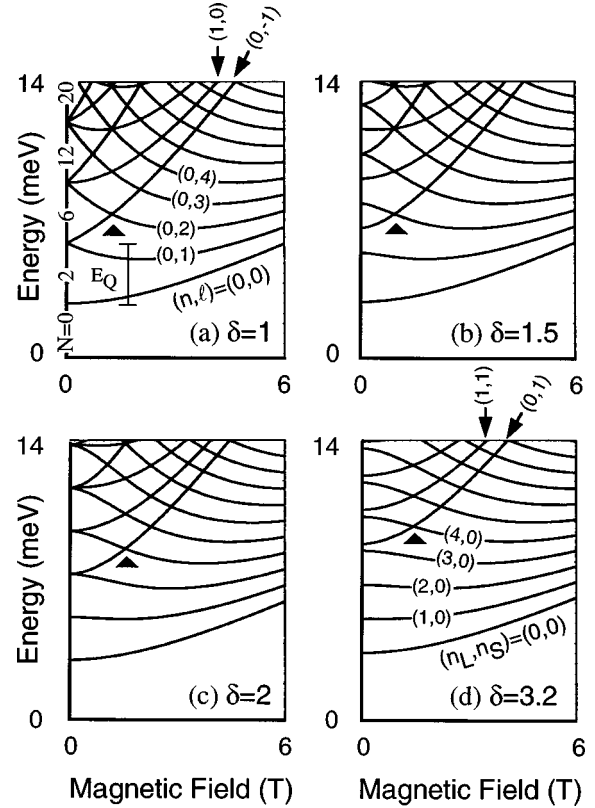 (1,0)
(0,-1)
14
14
Energy (meV)
N=0
2
6
12
20
(0,4)
(0,3)
(0,2)
(0,1)
E_Q
(n,ℓ)=(0,0)
(a) δ=1
(b) δ=1.5
0
0
0
6
0
6
(1,1)
(0,1)
14
14
Energy (meV)
(4,0)
(3,0)
(2,0)
(1,0)
(n_L,n_S)=(0,0)
(c) δ=2
(d) δ=3.2
0
0
0
6
0
6
Magnetic Field (T)
Magnetic Field (T)